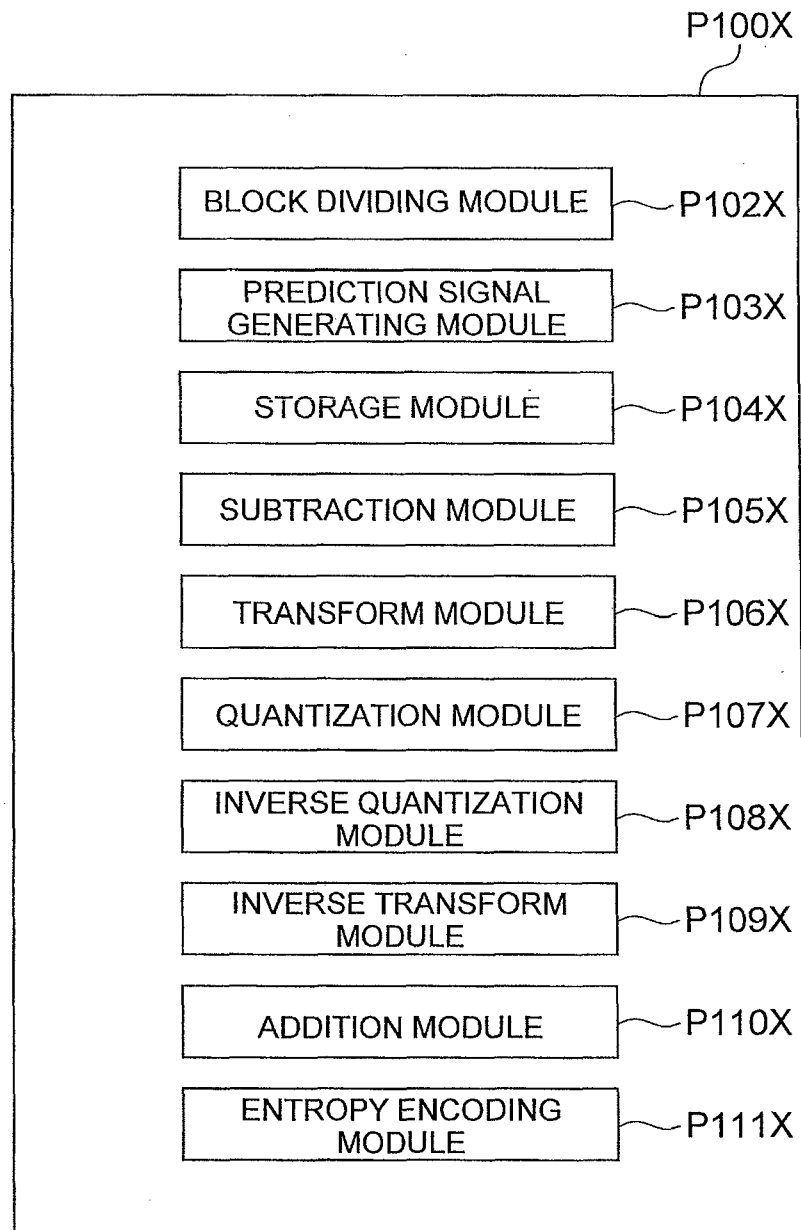 P100X
BLOCK DIVIDING MODULE P102X
PREDICTION SIGNAL
GENERATING MODULE P103X
STORAGE MODULE P104X
SUBTRACTION MODULE P105X
TRANSFORM MODULE P106X
QUANTIZATION MODULE P107X
INVERSE QUANTIZATION
MODULE P108X
INVERSE TRANSFORM
MODULE P109X
ADDITION MODULE P110X
ENTROPY ENCODING
MODULE P111X